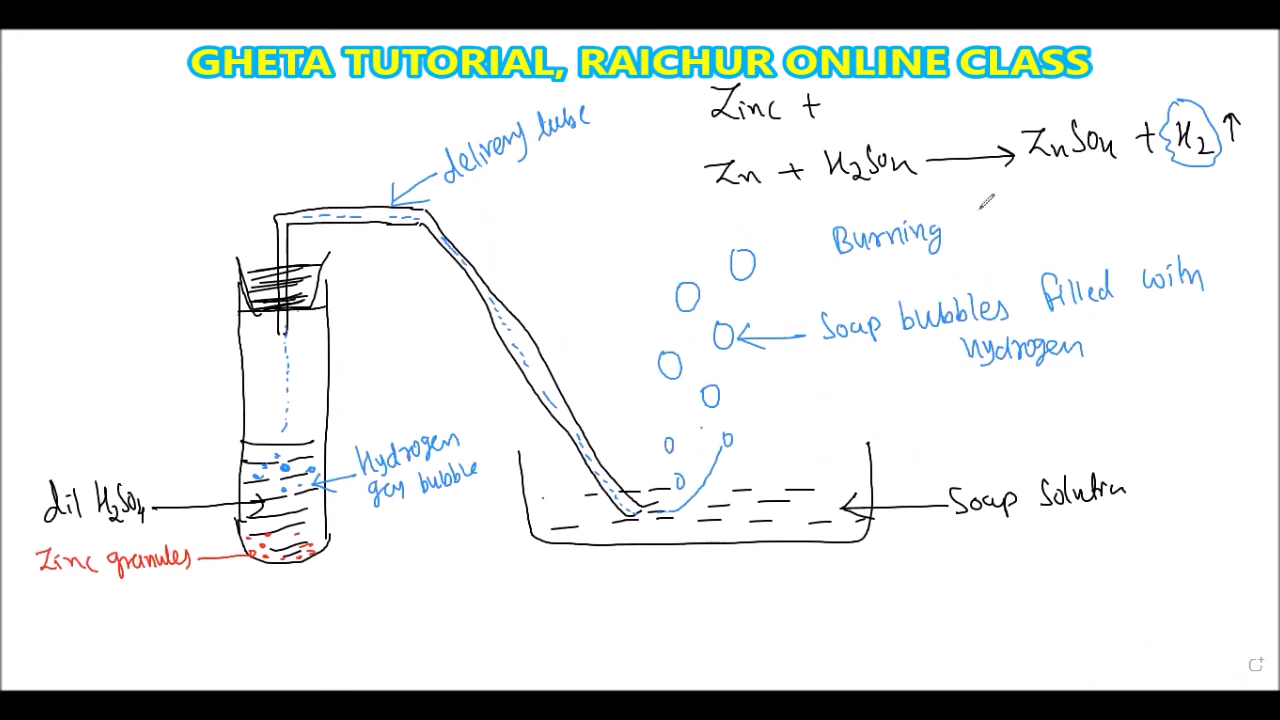 GHETA TUTORIAL, RAICHUR ONLINE CLASS
Zinc +
Zn + H2SO4 ⟶ ZnSO4 + H2 ↑
delivery tube
Burning
Soap bubbles filled with
hydrogen
Hydrogen
gay bubble
dil H2SO4
Soap Solution
Zinc granules